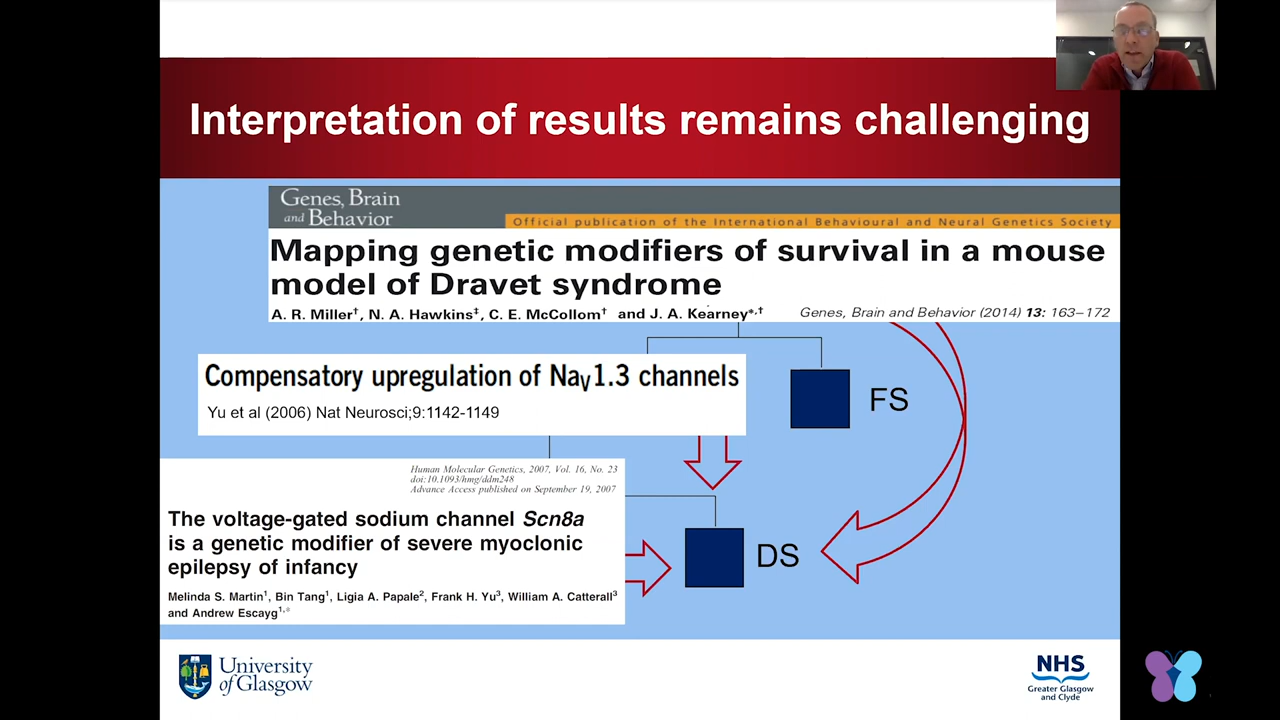 Interpretation of results remains challenging
Genes, Brain
and Behavior
Official publication of the International Behavioural and Neural Genetics Society
Mapping genetic modifiers of survival in a mouse
model of Dravet syndrome
A. R. Miller†, N. A. Hawkins‡, C. E. McCollom† and J. A. Kearney*,†
Genes, Brain and Behavior (2014) 13: 163–172
Compensatory upregulation of NaV1.3 channels
Yu et al (2006) Nat Neurosci;9:1142-1149
FS
Human Molecular Genetics, 2007, Vol. 16, No. 23
doi:10.1093/hmg/ddm248
Advance Access published on September 19, 2007
The voltage-gated sodium channel Scn8a
is a genetic modifier of severe myoclonic
epilepsy of infancy
Melinda S. Martin1, Bin Tang1, Ligia A. Papale2, Frank H. Yu3, William A. Catterall3
and Andrew Escayg1,*
DS
University
of Glasgow
NHS
Greater Glasgow
and Clyde